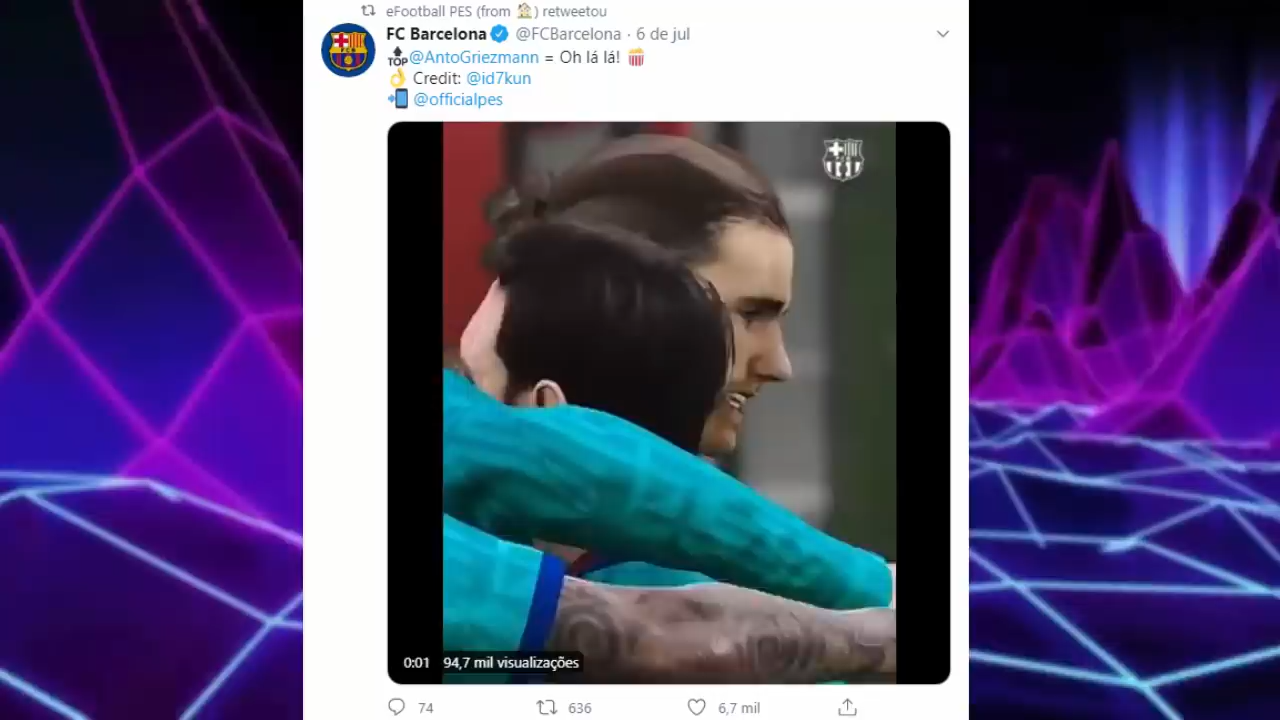 eFootball PES (from 🏠) retweetou
FC Barcelona @FCBarcelona · 6 de jul
🔝@AntoGriezmann = Oh lá lá! 🍿
👌 Credit: @id7kun
📲 @officialpes
0:01 94,7 mil visualizações
74 636 6,7 mil